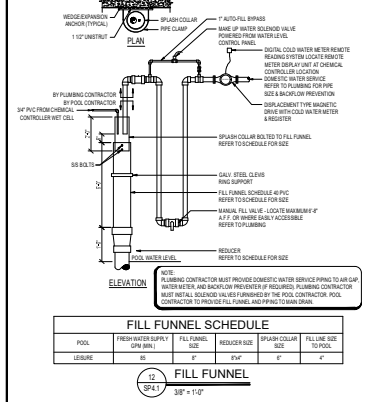 WEDGE/EXPANSION
ANCHOR (TYPICAL)
1 1/2" UNISTRUT
SPLASH COLLAR
PIPE CLAMP
PLAN
1" AUTO-FILL BYPASS
MAKE UP WATER SOLENOID VALVE
POWERED FROM WATER LEVEL
CONTROL PANEL
DIGITAL COLD WATER METER REMOTE
READING SYSTEM LOCATE REMOTE
METER DISPLAY UNIT AT CHEMICAL
CONTROLLER LOCATION
DOMESTIC WATER SERVICE
REFER TO PLUMBING FOR PIPE
SIZE & BACKFLOW PREVENTION
DISPLACEMENT TYPE MAGNETIC
DRIVE WITH COLD WATER METER
& REGISTER
BY PLUMBING CONTRACTOR
BY POOL CONTRACTOR
3/4" PVC FROM CHEMICAL
CONTROLLER WET CELL
S/S BOLTS
SPLASH COLLAR BOLTED TO FILL FUNNEL
REFER TO SCHEDULE FOR SIZE
GALV. STEEL CLEVIS
RING SUPPORT
FILL FUNNEL SCHEDULE 40 PVC
REFER TO SCHEDULE FOR SIZE
MANUAL FILL VALVE - LOCATE MAXIMUM 6'-8"
A.F.F. OR WHERE EASILY ACCESSIBLE
REFER TO PLUMBING
REDUCER
REFER TO SCHEDULE FOR SIZE
POOL WATER LEVEL
ELEVATION
NOTE:
PLUMBING CONTRACTOR MUST PROVIDE DOMESTIC WATER SERVICE PIPING TO AIR GAP,
WATER METER, AND BACKFLOW PREVENTER (IF REQUIRED). PLUMBING CONTRACTOR
MUST INSTALL SOLENOID VALVES FURNISHED BY THE POOL CONTRACTOR. POOL
CONTRACTOR TO PROVIDE FILL FUNNEL AND PIPING TO MAIN DRAIN.
FILL FUNNEL SCHEDULE
POOL FRESH WATER SUPPLY GPM (MIN.) FILL FUNNEL SIZE REDUCER SIZE SPLASH COLLAR SIZE FILL LINE SIZE TO POOL
LEISURE 85 8" 8"x4" 6" 4"
12 FILL FUNNEL
SP4.1 3/8" = 1'-0"